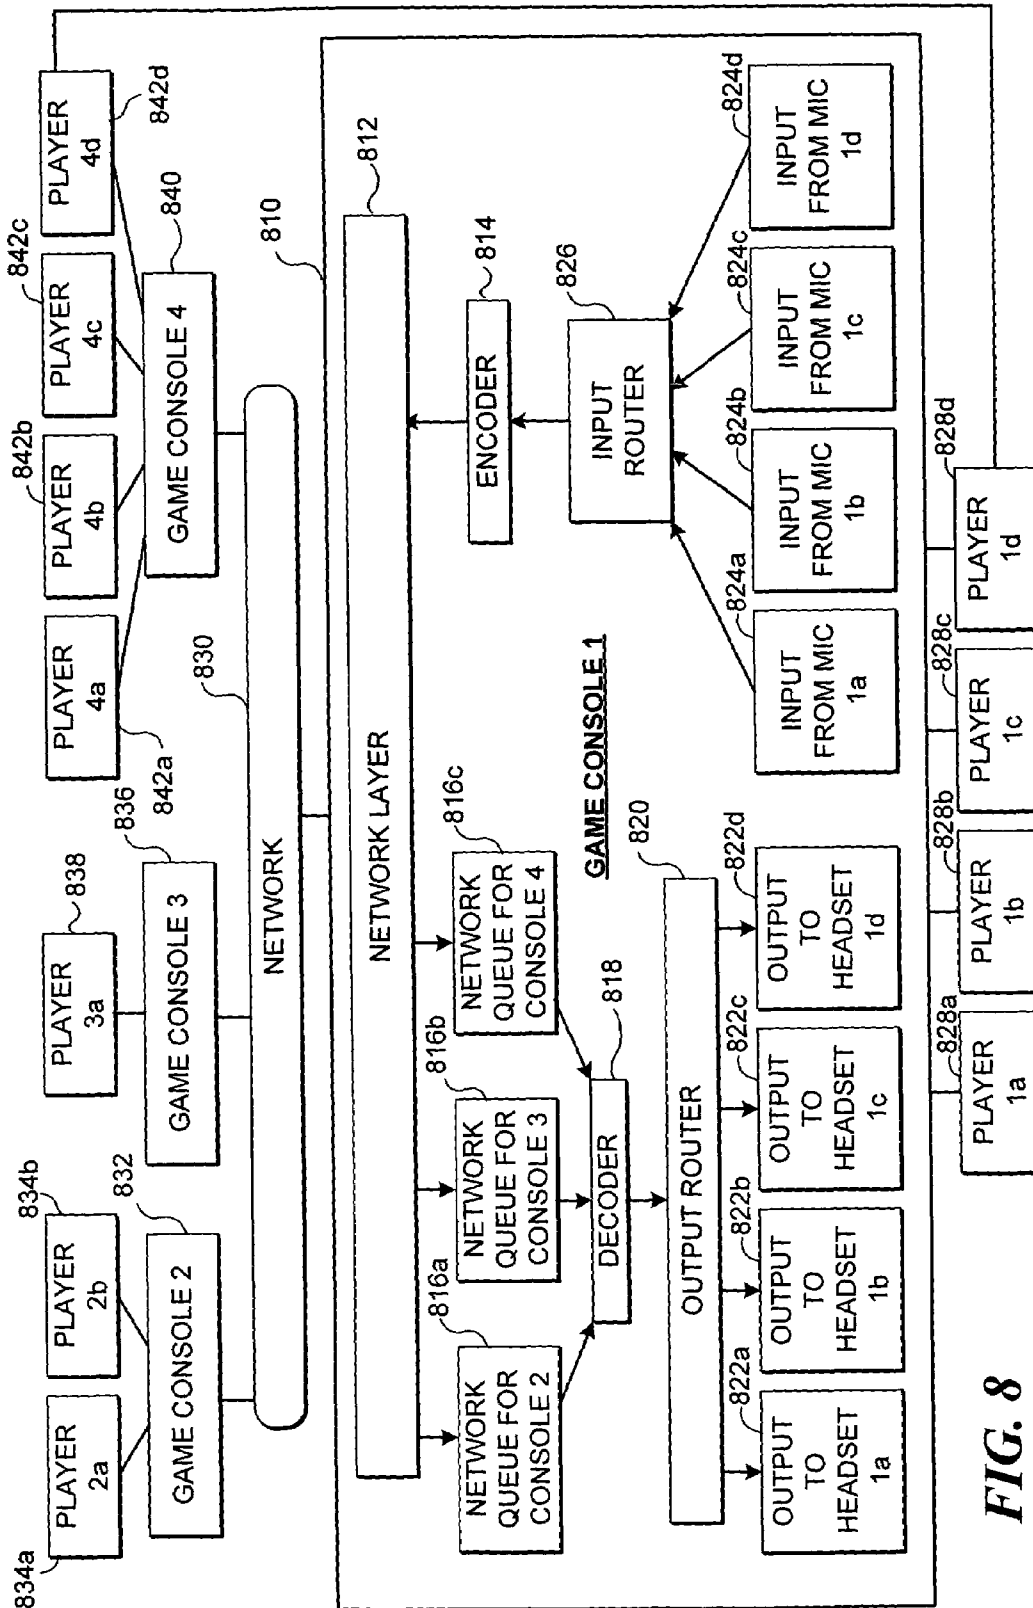 834a
PLAYER
2a
834b
PLAYER
2b
832
GAME CONSOLE 2
838
PLAYER
3a
836
GAME CONSOLE 3
842a
PLAYER
4a
842b
PLAYER
4b
842c
PLAYER
4c
842d
PLAYER
4d
840
GAME CONSOLE 4
830
NETWORK
810
812
NETWORK LAYER
816a
NETWORK
QUEUE FOR
CONSOLE 2
816b
NETWORK
QUEUE FOR
CONSOLE 3
816c
NETWORK
QUEUE FOR
CONSOLE 4
818
DECODER
814
ENCODER
826
INPUT
ROUTER
GAME CONSOLE 1
820
OUTPUT ROUTER
822a
OUTPUT
TO
HEADSET
1a
822b
OUTPUT
TO
HEADSET
1b
822c
OUTPUT
TO
HEADSET
1c
822d
OUTPUT
TO
HEADSET
1d
824a
INPUT
FROM MIC
1a
824b
INPUT
FROM MIC
1b
824c
INPUT
FROM MIC
1c
824d
INPUT
FROM MIC
1d
828a
PLAYER
1a
828b
PLAYER
1b
828c
PLAYER
1c
828d
PLAYER
1d
FIG. 8